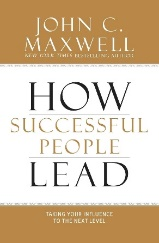 JOHN C.
MAXWELL
NEW YORK TIMES BESTSELLING AUTHOR
HOW
SUCCESSFUL
PEOPLE
LEAD
TAKING YOUR INFLUENCE
TO THE NEXT LEVEL